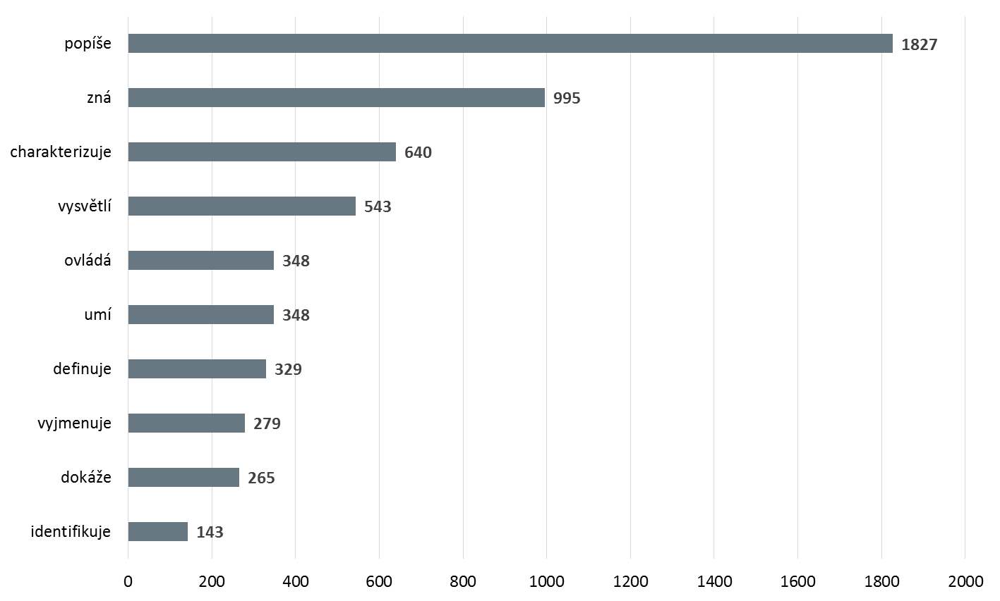 popíše 1827
zná 995
charakterizuje 640
vysvětlí 543
ovládá 348
umí 348
definuje 329
vyjmenuje 279
dokáže 265
identifikuje 143
0 200 400 600 800 1000 1200 1400 1600 1800 2000